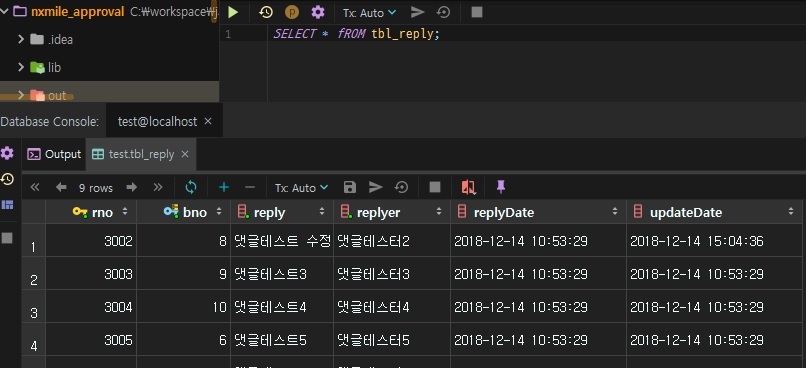 nxmile_approval C:₩workspace₩j
Tx: Auto
.idea
1 SELECT * fROM tbl_reply;
lib
out
Database Console: test@localhost
Output test.tbl_reply
9 rows Tx: Auto
rno bno reply replyer replyDate updateDate
1 3002 8 댓글테스트 수정 댓글테스터2 2018-12-14 10:53:29 2018-12-14 15:04:36
2 3003 9 댓글테스트3 댓글테스터3 2018-12-14 10:53:29 2018-12-14 10:53:29
3 3004 10 댓글테스트4 댓글테스터4 2018-12-14 10:53:29 2018-12-14 10:53:29
4 3005 6 댓글테스트5 댓글테스터5 2018-12-14 10:53:29 2018-12-14 10:53:29